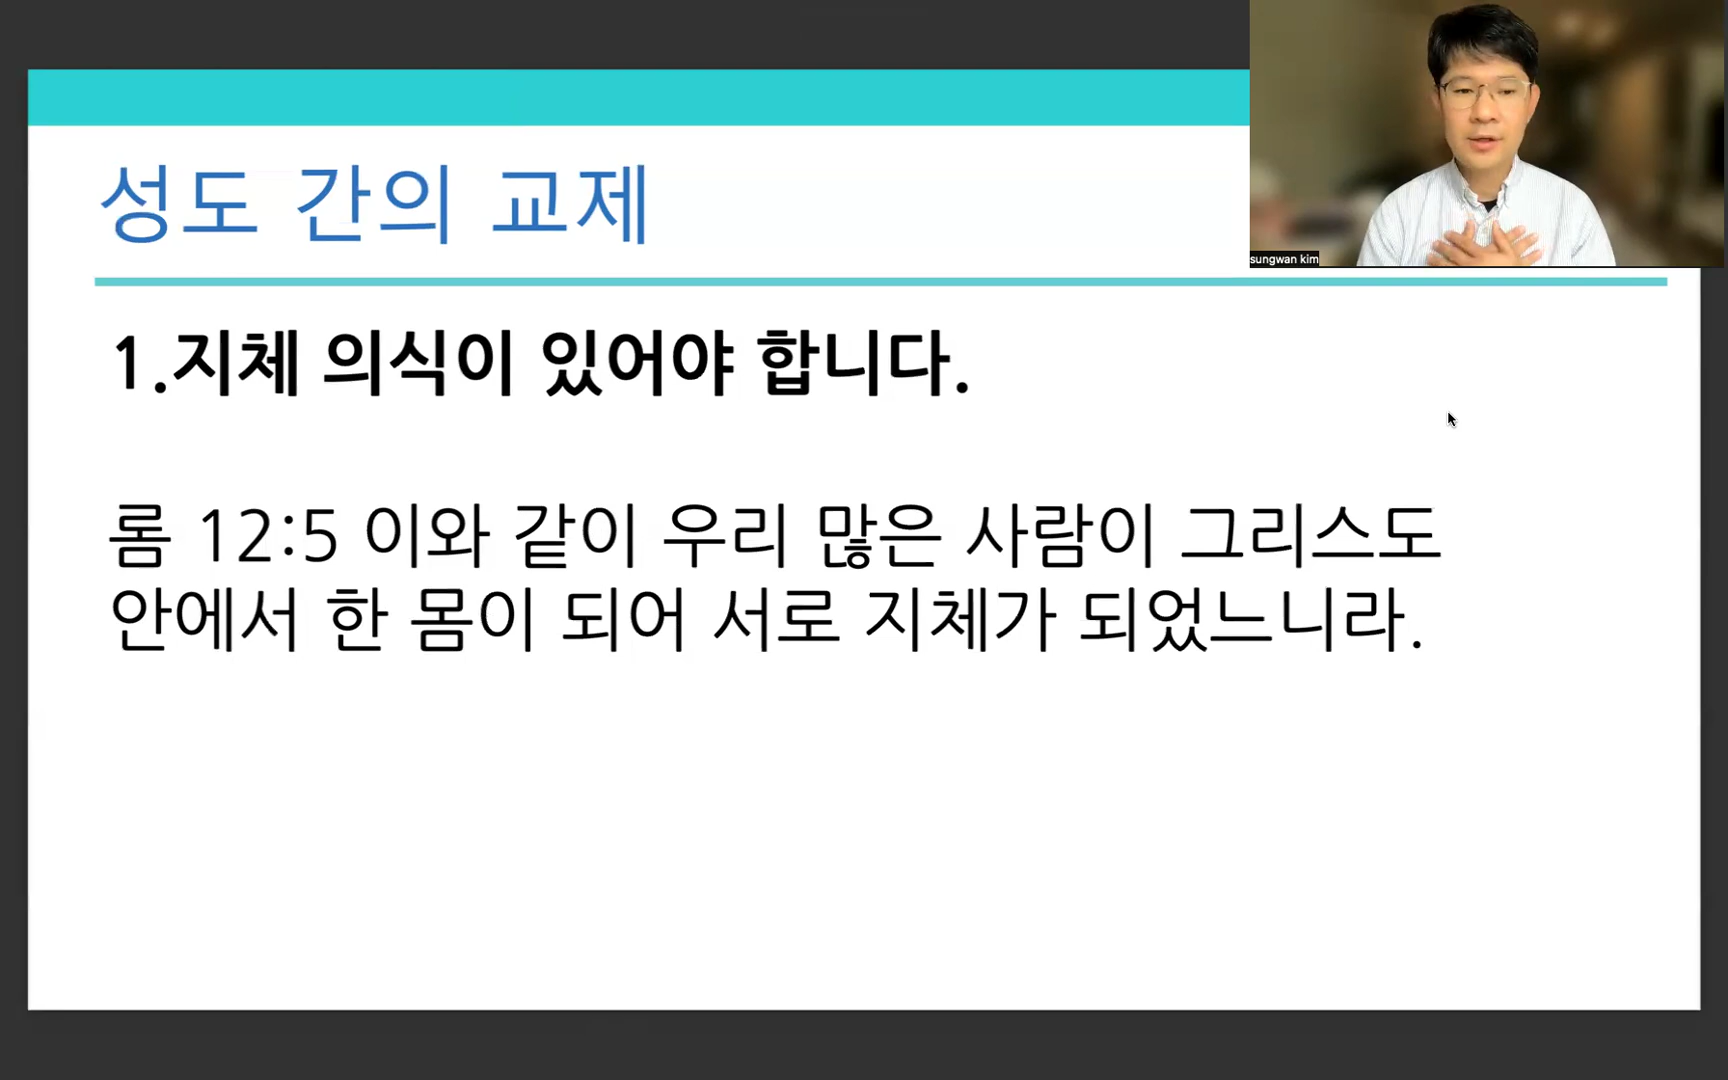 성도 간의 교제
sungwan kim
1.지체 의식이 있어야 합니다.
롬 12:5 이와 같이 우리 많은 사람이 그리스도
안에서 한 몸이 되어 서로 지체가 되었느니라.